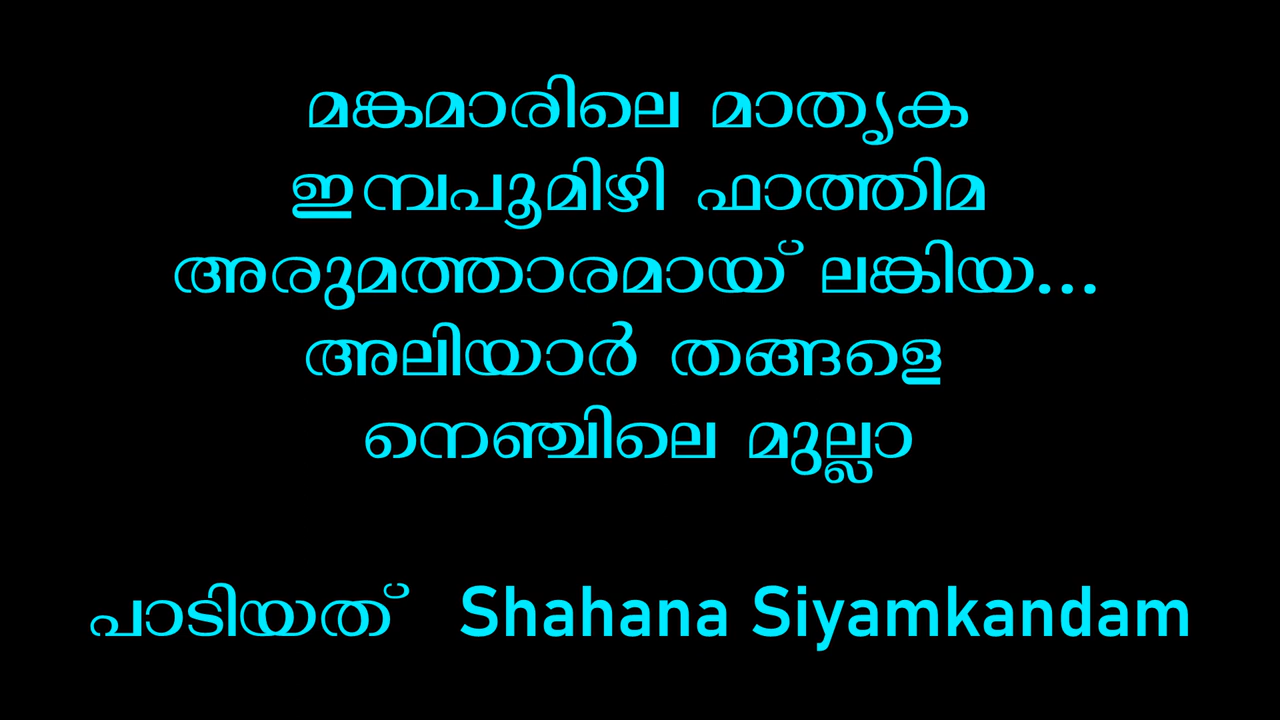 മങ്കമാരിലെ മാതൃക
ഇമ്പപൂമിഴി ഫാത്തിമ
അരുമത്താരമായ് ലങ്കിയ...
അലിയാർ തങ്ങളെ
നെഞ്ചിലെ മുല്ലാ
പാടിയത് Shahana Siyamkandam